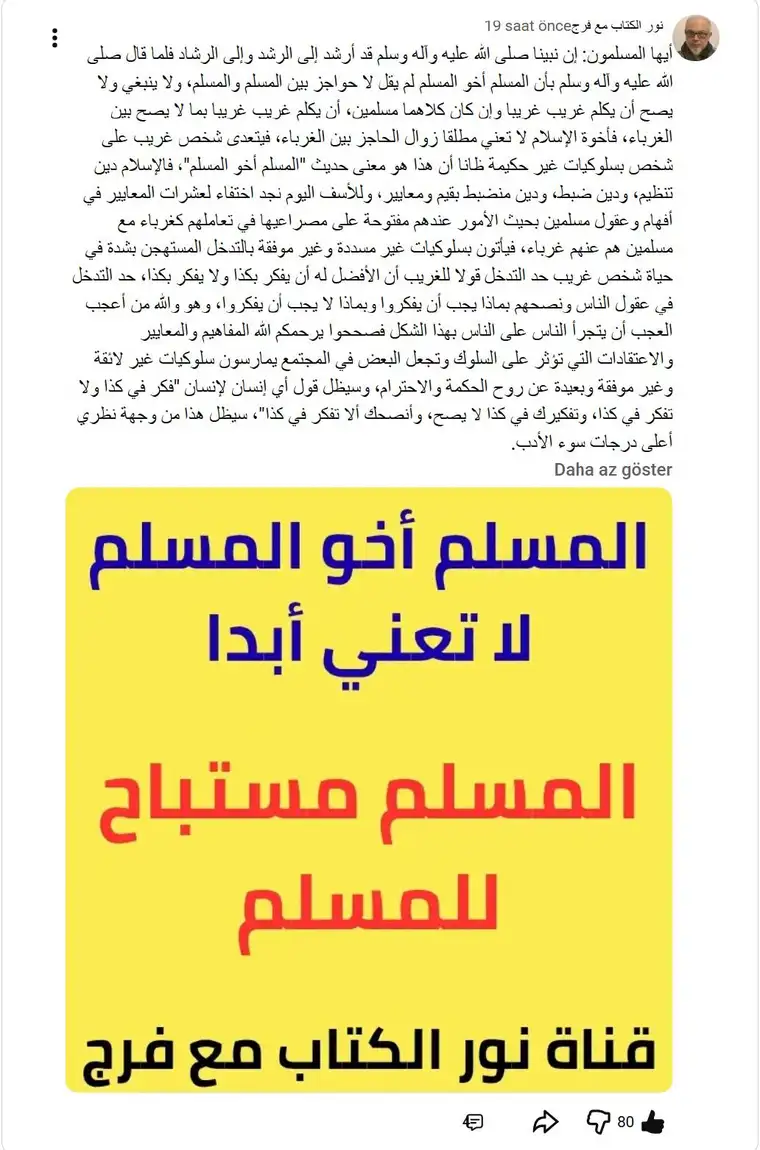 نور الكتاب مع فرج 19 saat önce
أيها المسلمون: إن نبينا صلى الله عليه وآله وسلم قد أرشد إلى الرشد وإلى الرشاد فلما قال صلى
الله عليه وآله وسلم بأن المسلم أخو المسلم لم يقل لا حواجز بين المسلم والمسلم، ولا ينبغي ولا
يصح أن يكلم غريب غريبا وإن كان كلاهما مسلمين، أن يكلم غريب غريبا بما لا يصح بين
الغرباء، فأخوة الإسلام لا تعني مطلقا زوال الحاجز بين الغرباء، فيتعدى شخص غريب على
شخص بسلوكيات غير حكيمة ظانا أن هذا هو معنى حديث "المسلم أخو المسلم"، فالإسلام دين
تنظيم، ودين ضبط، ودين منضبط بقيم ومعايير، وللأسف اليوم نجد اختفاء لعشرات المعايير في
أفهام وعقول مسلمين بحيث الأمور عندهم مفتوحة على مصراعيها في تعاملهم كغرباء مع
مسلمين هم عنهم غرباء، فيأتون بسلوكيات غير مسددة وغير موفقة بالتدخل المستهجن بشدة في
حياة شخص غريب حد التدخل قولا للغريب أن الأفضل له أن يفكر بكذا ولا يفكر بكذا، حد التدخل
في عقول الناس ونصحهم بماذا يجب أن يفكروا وبماذا لا يجب أن يفكروا، وهو والله من أعجب
العجب أن يتجرأ الناس على الناس بهذا الشكل فصححوا يرحمكم الله المفاهيم والمعايير
والاعتقادات التي تؤثر على السلوك وتجعل البعض في المجتمع يمارسون سلوكيات غير لائقة
وغير موفقة وبعيدة عن روح الحكمة والاحترام، وسيظل قول أي إنسان لإنسان "فكر في كذا ولا
تفكر في كذا، وتفكيرك في كذا لا يصح، وأنصحك ألا تفكر في كذا"، سيظل هذا من وجهة نظري
أعلى درجات سوء الأدب.
Daha az göster
المسلم أخو المسلم
لا تعني أبدا
المسلم مستباح
للمسلم
قناة نور الكتاب مع فرج
80
4